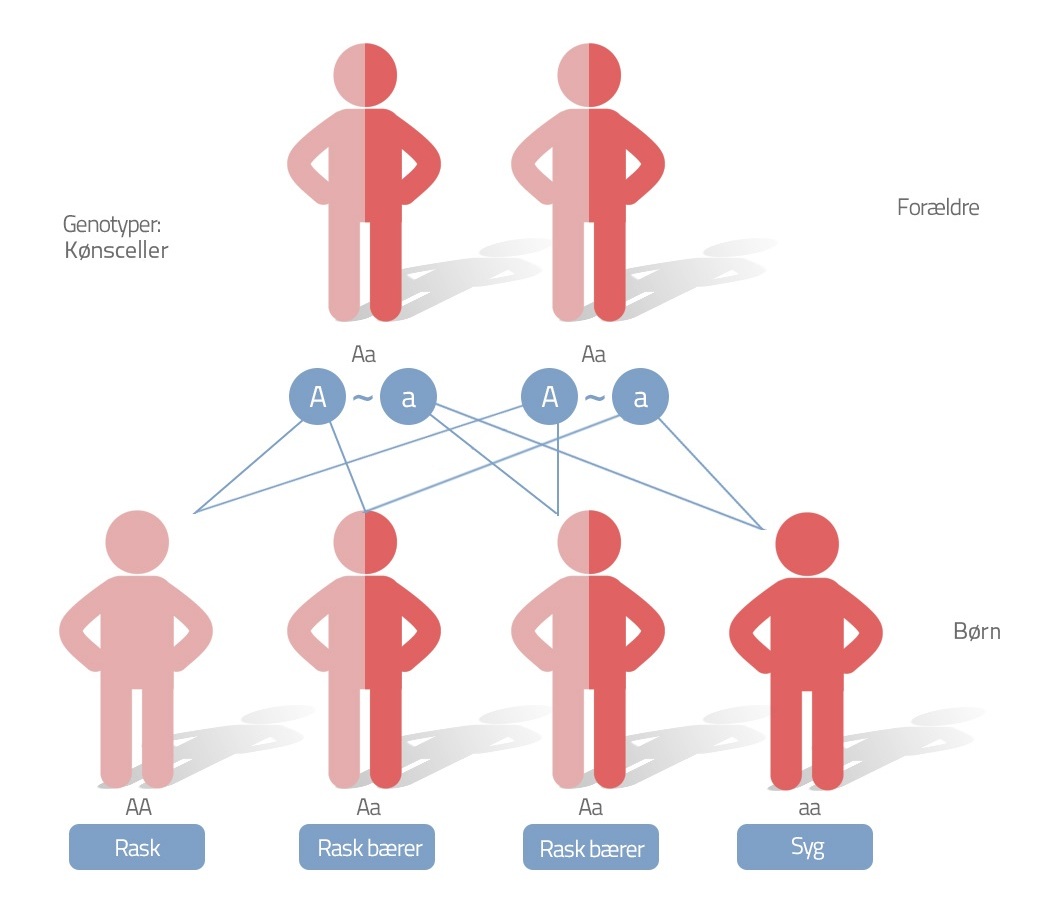 Forældre
Genotyper:
Kønsceller
Aa
Aa
A ~ a
A ~ a
Børn
AA
Aa
Aa
aa
Rask
Rask bærer
Rask bærer
Syg